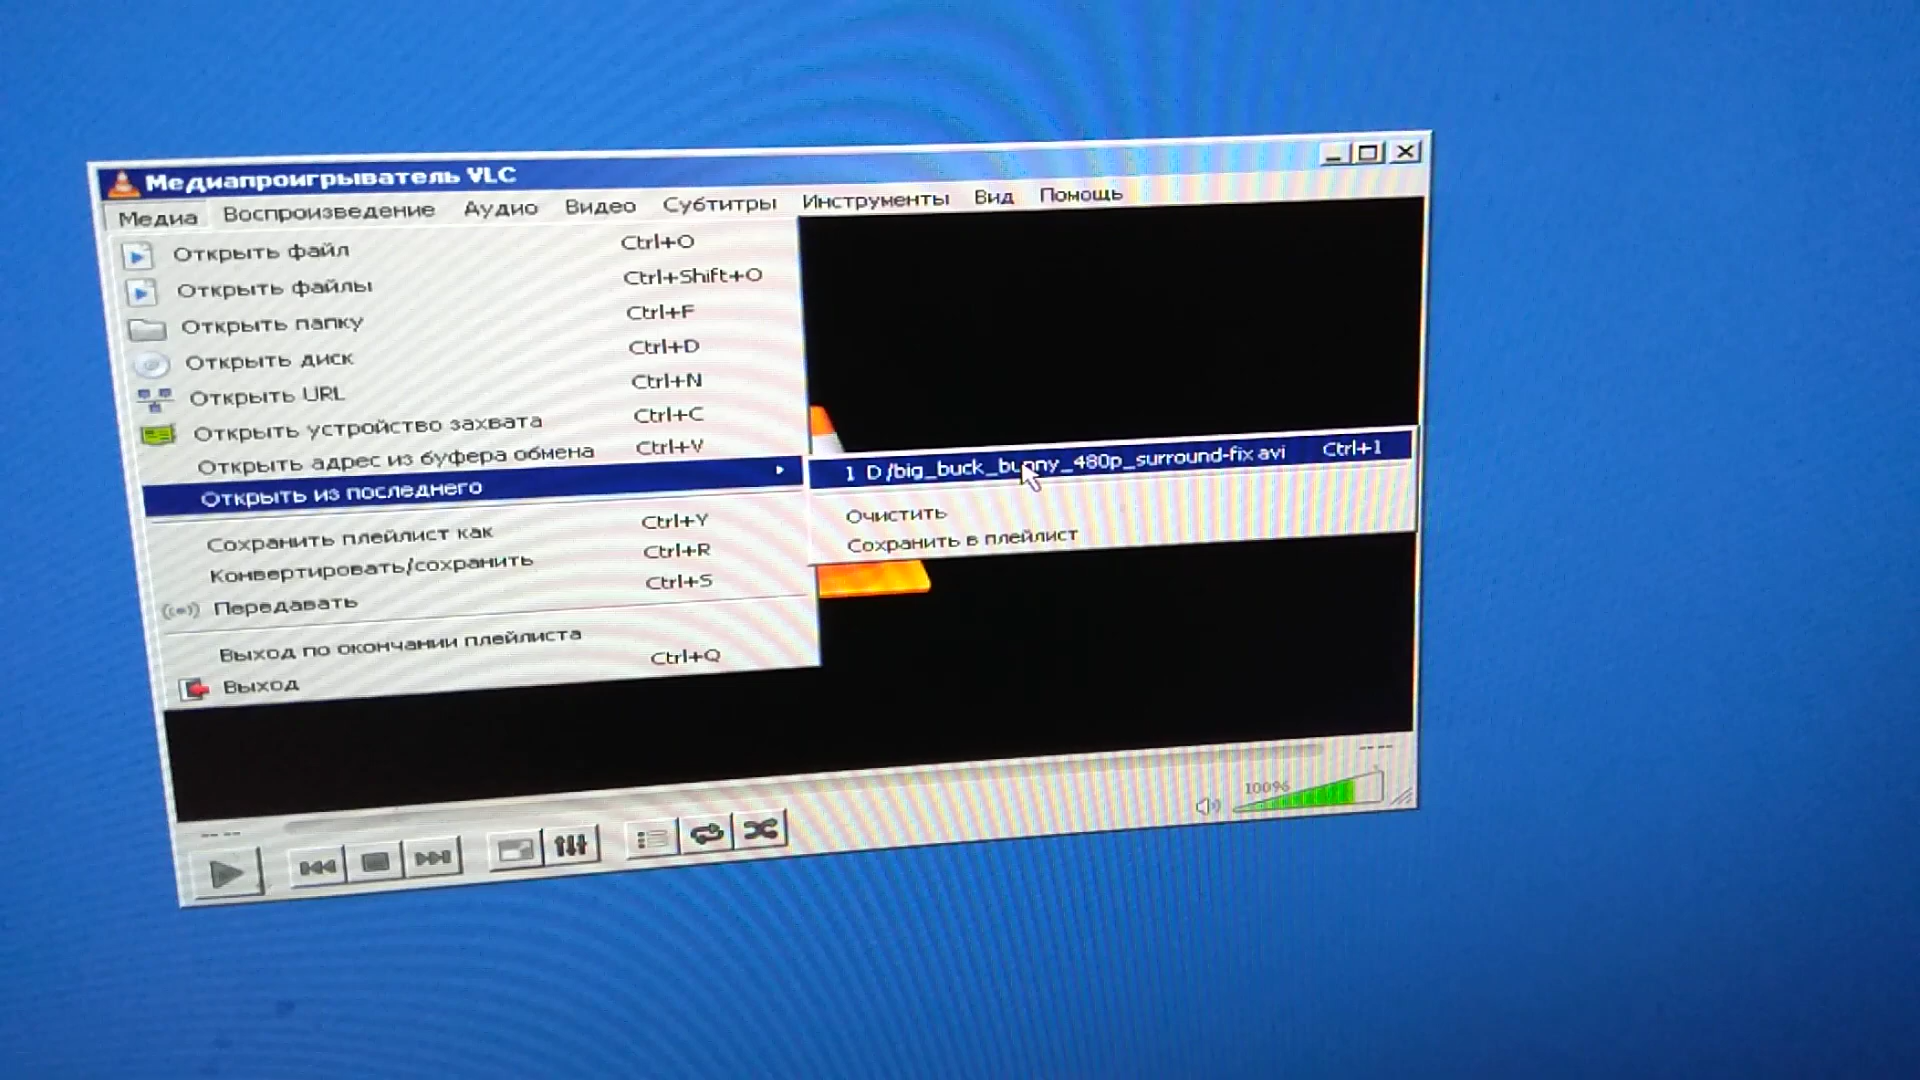 Медиапроигрыватель VLC
Медиа Воспроизведение Аудио Видео Субтитры Инструменты Вид Помощь
Открыть файл Ctrl+O
Открыть файлы Ctrl+Shift+O
Открыть папку Ctrl+F
Открыть диск Ctrl+D
Открыть URL Ctrl+N
Открыть устройство захвата Ctrl+C
Открыть адрес из буфера обмена Ctrl+V
Открыть из последнего
1 D/big_buck_bunny_480p_surround-fix avi Ctrl+1
Очистить
Сохранить в плейлист
Сохранить плейлист как Ctrl+Y
Конвертировать/сохранить Ctrl+R
Передавать Ctrl+S
Выход по окончании плейлиста
Выход Ctrl+Q
-- --
-- --
100%